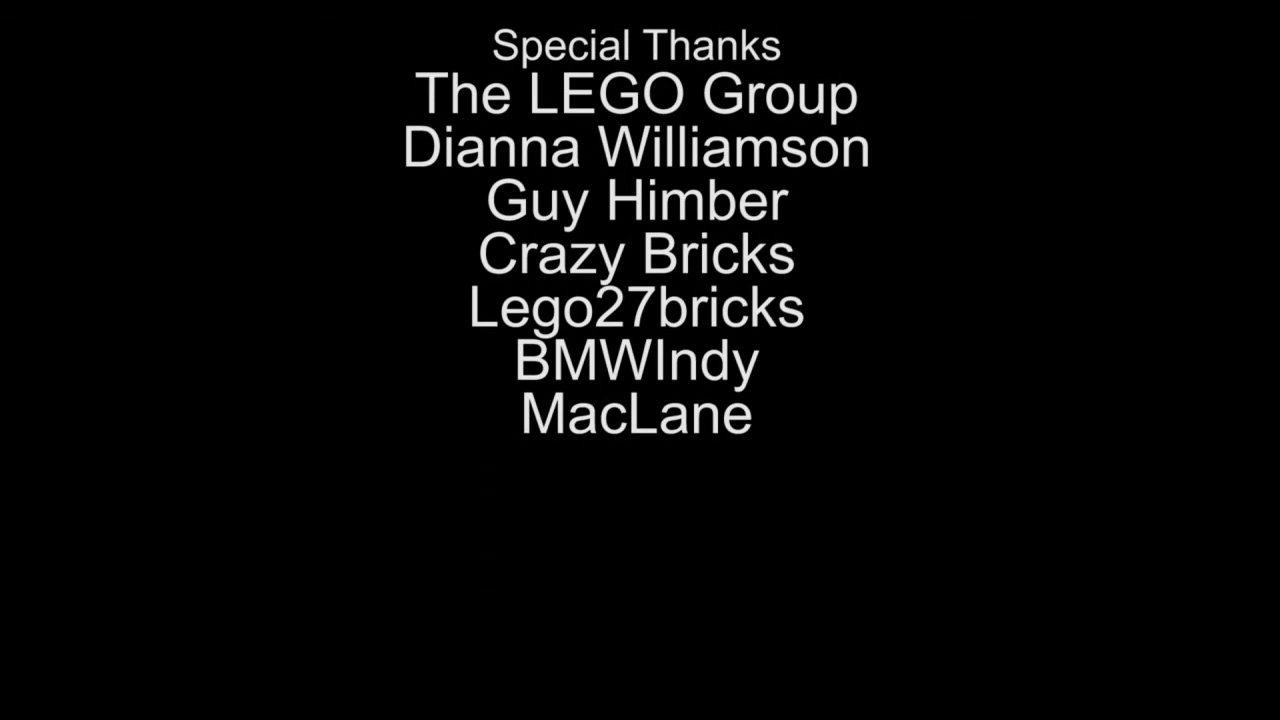 Special Thanks
The LEGO Group
Dianna Williamson
Guy Himber
Crazy Bricks
Lego27bricks
BMWIndy
MacLane